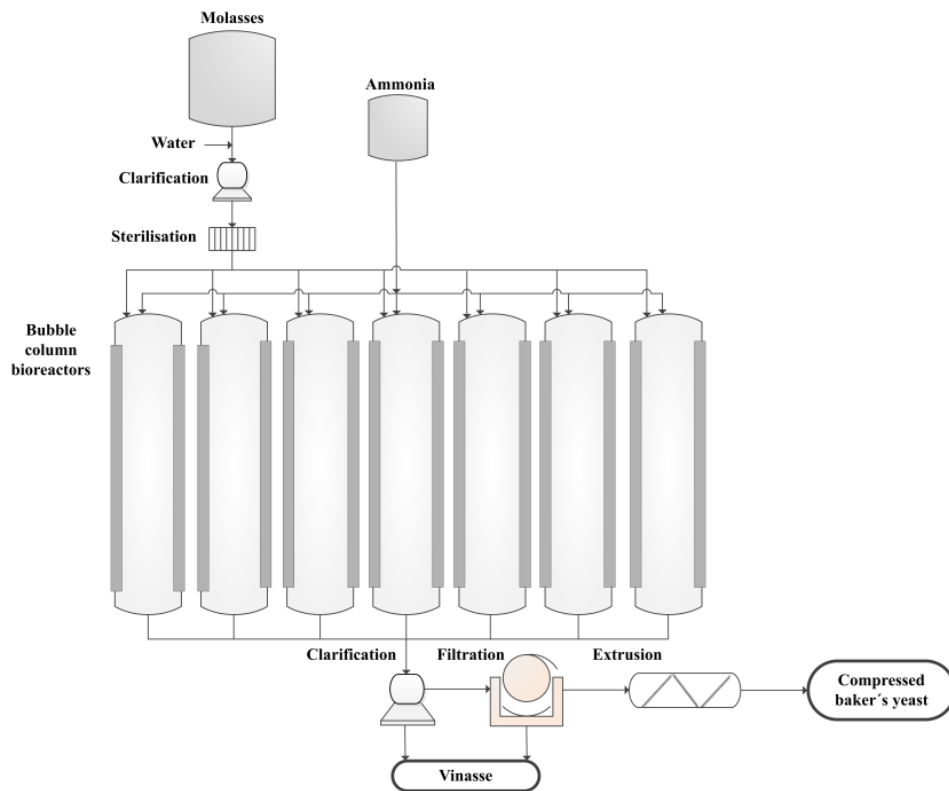 Molasses
Ammonia
Water
Clarification
Sterilisation
Bubble
column
bioreactors
Clarification
Filtration
Extrusion
Compressed
baker´s yeast
Vinasse